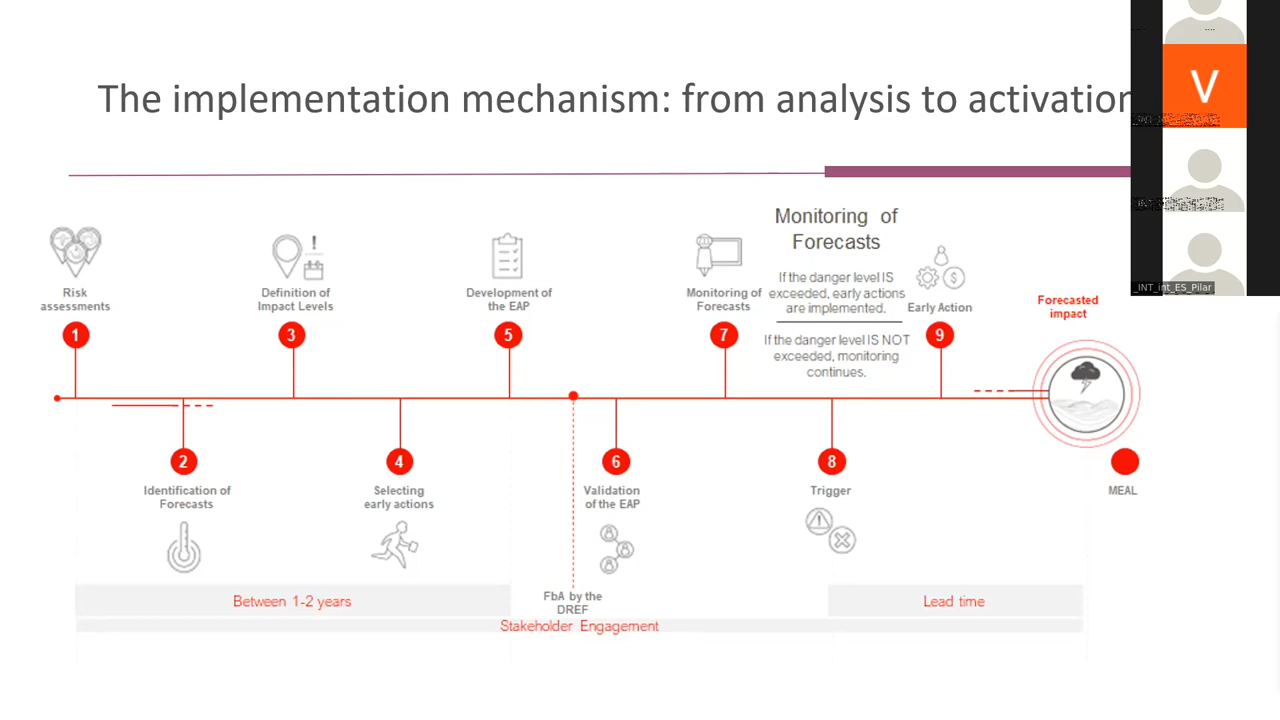 The implementation mechanism: from analysis to activation
V
_INT_int_ES_Pilar
Monitoring of
Forecasts
If the danger level IS
exceeded, early actions
are implemented.
If the danger level IS NOT
exceeded, monitoring
continues.
Risk
assessments
1
Definition of
Impact Levels
3
Development of
the EAP
5
Monitoring of
Forecasts
7
Early Action
9
Forecasted
impact
2
Identification of
Forecasts
4
Selecting
early actions
6
Validation
of the EAP
8
Trigger
MEAL
Between 1-2 years
FbA by the
DREF
Lead time
Stakeholder Engagement